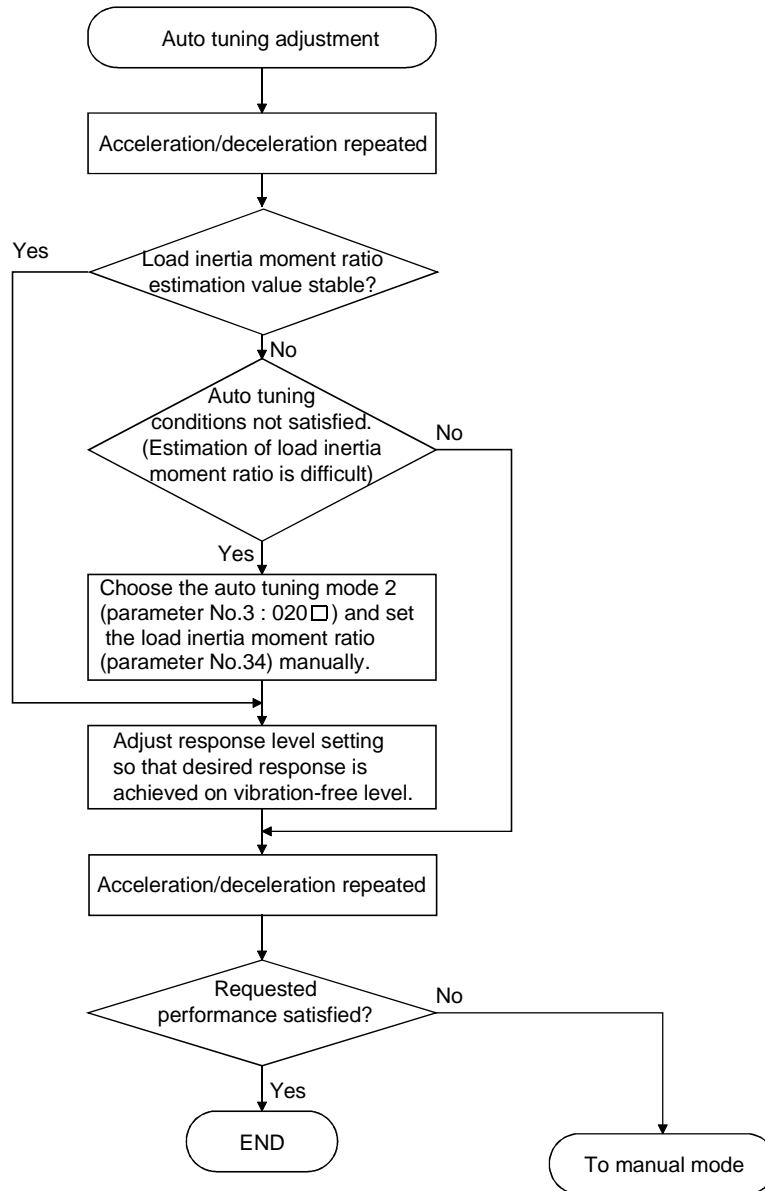 Auto tuning adjustment
Acceleration/deceleration repeated
Yes
Load inertia moment ratio
estimation value stable?
No
Auto tuning
conditions not satisfied.
(Estimation of load inertia
moment ratio is difficult)
No
Yes
Choose the auto tuning mode 2
(parameter No.3 : 020□) and set
the load inertia moment ratio
(parameter No.34) manually.
Adjust response level setting
so that desired response is
achieved on vibration-free level.
Acceleration/deceleration repeated
Requested
performance satisfied?
No
Yes
END
To manual mode